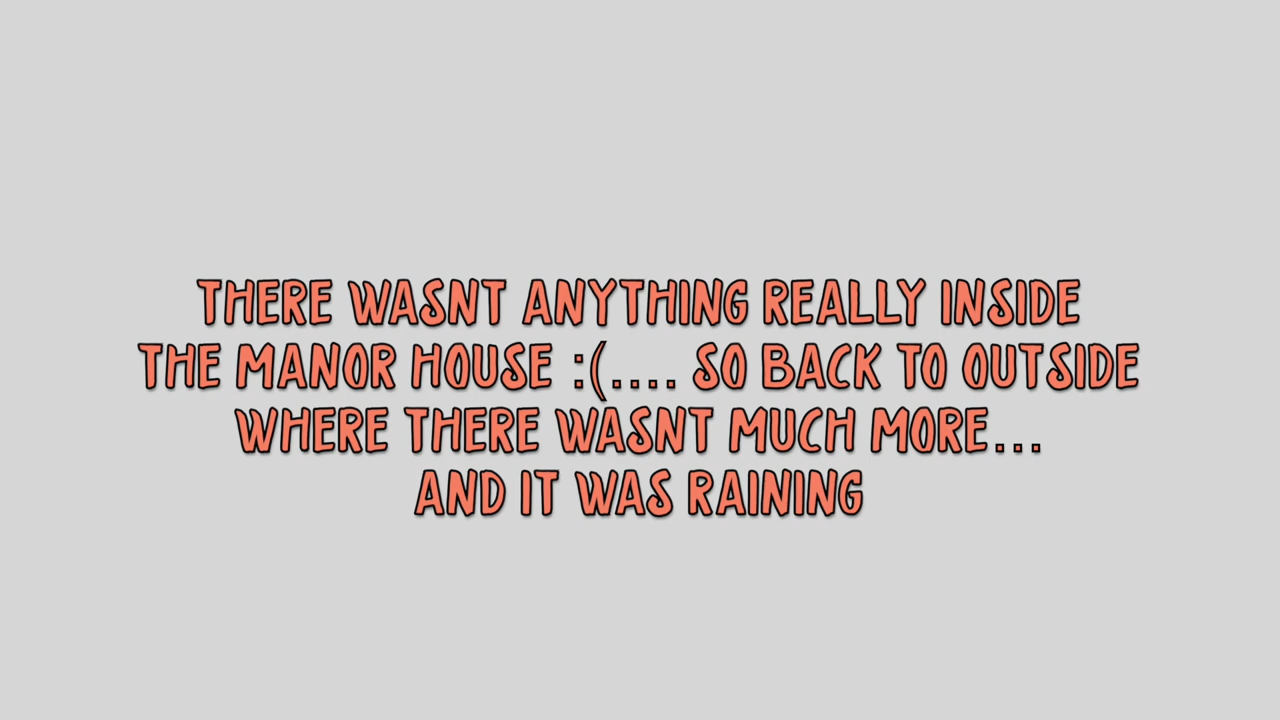 THERE WASNT ANYTHING REALLY INSIDE
THE MANOR HOUSE :(.... SO BACK TO OUTSIDE
WHERE THERE WASNT MUCH MORE...
AND IT WAS RAINING